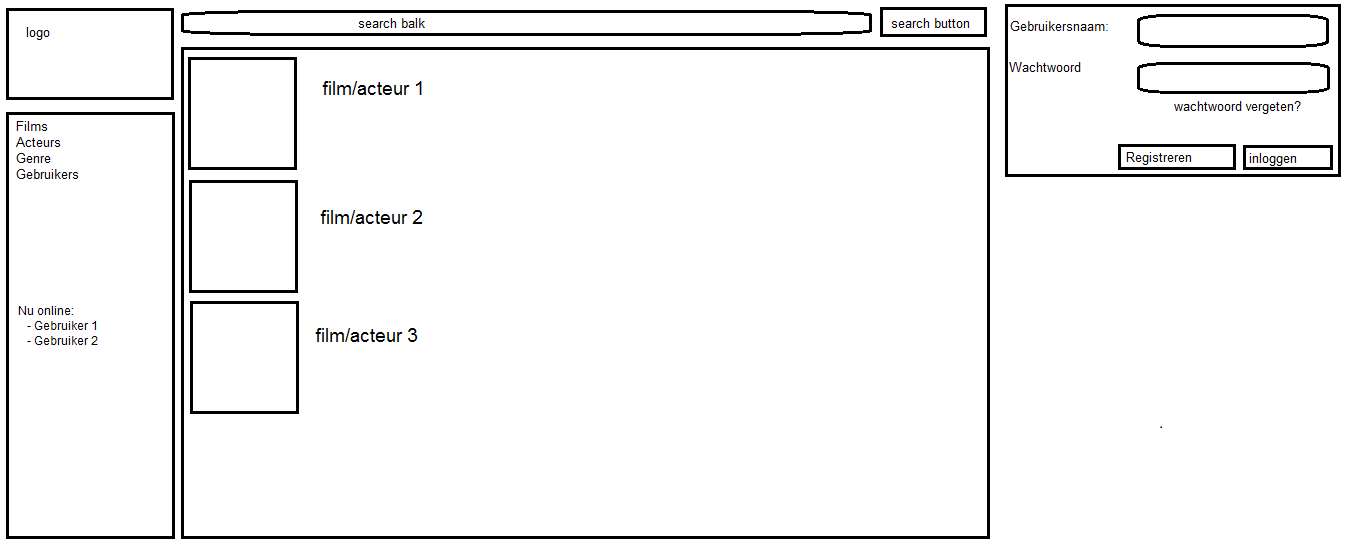 logo
search balk
search button
Gebruikersnaam:
Wachtwoord
wachtwoord vergeten?
Registreren
inloggen
Films
Acteurs
Genre
Gebruikers
Nu online:
- Gebruiker 1
- Gebruiker 2
film/acteur 1
film/acteur 2
film/acteur 3